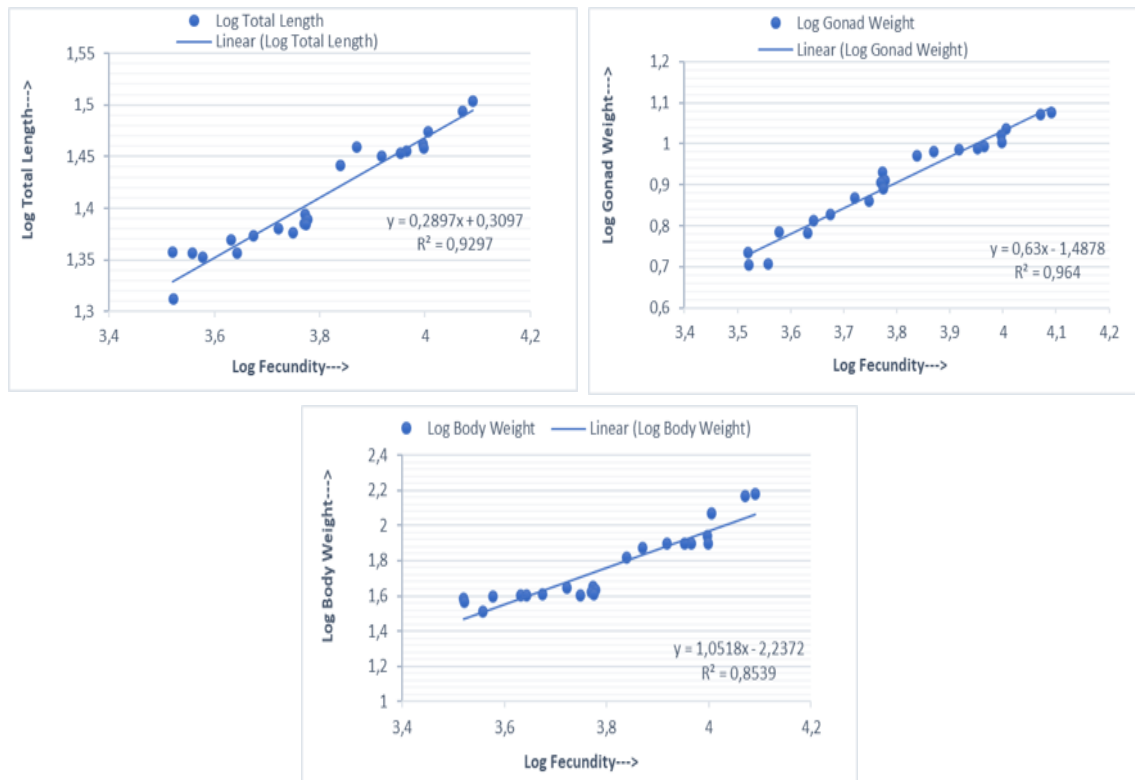 Log Total Length
Linear (Log Total Length)
1,55
1,5
1,45
1,4
1,35
1,3
Log Total Length--->
y = 0,2897x + 0,3097
R² = 0,9297
3,4 3,6 3,8 4 4,2
Log Fecundity--->
Log Gonad Weight
Linear (Log Gonad Weight)
1,2
1,1
1
0,9
0,8
0,7
0,6
Log Gonad Weight--->
y = 0,63x - 1,4878
R² = 0,964
3,4 3,5 3,6 3,7 3,8 3,9 4 4,1 4,2
Log Fecundity--->
Log Body Weight Linear (Log Body Weight)
2,4
2,2
2
1,8
1,6
1,4
1,2
1
Log Body Weight--->
y = 1,0518x - 2,2372
R² = 0,8539
3,4 3,6 3,8 4 4,2
Log Fecundity--->